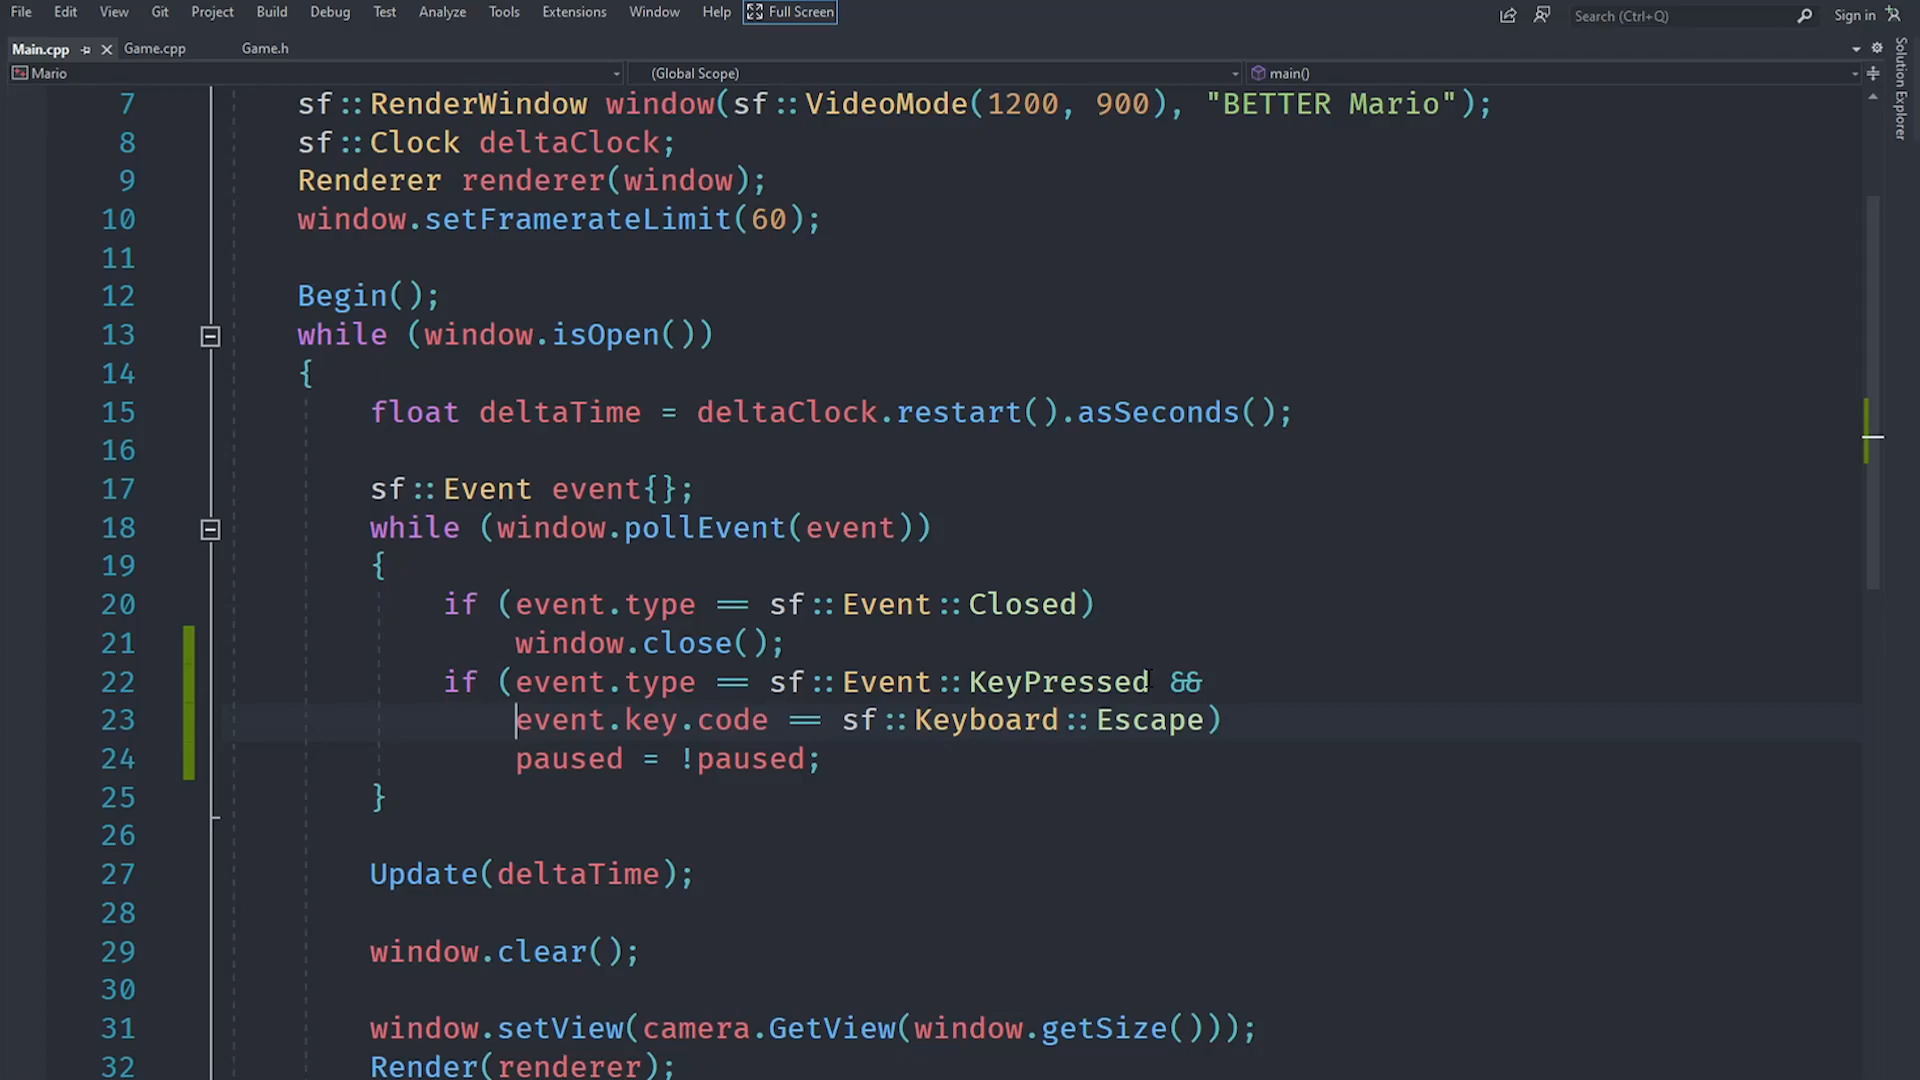 File Edit View Git Project Build Debug Test Analyze Tools Extensions Window Help Full Screen Search (Ctrl+Q) Sign in
Main.cpp Game.cpp Game.h
Mario (Global Scope) main()
Solution Explorer
7 sf::RenderWindow window(sf::VideoMode(1200, 900), "BETTER Mario");
8 sf::Clock deltaClock;
9 Renderer renderer(window);
10 window.setFramerateLimit(60);
11
12 Begin();
13 while (window.isOpen())
14 {
15 float deltaTime = deltaClock.restart().asSeconds();
16
17 sf::Event event{};
18 while (window.pollEvent(event))
19 {
20 if (event.type == sf::Event::Closed)
21 window.close();
22 if (event.type == sf::Event::KeyPressed &&
23 event.key.code == sf::Keyboard::Escape)
24 paused = !paused;
25 }
26
27 Update(deltaTime);
28
29 window.clear();
30
31 window.setView(camera.GetView(window.getSize()));
32 Render(renderer);